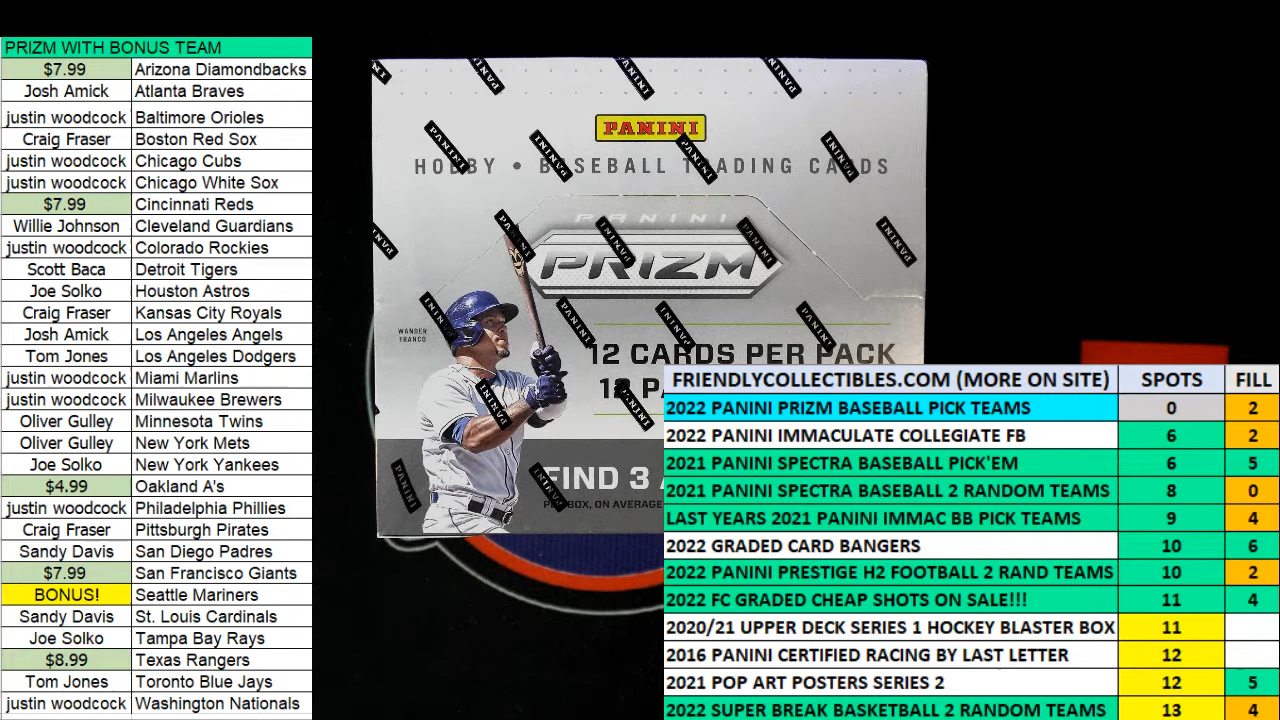 PRIZM WITH BONUS TEAM
$7.99 Arizona Diamondbacks
Josh Amick Atlanta Braves
justin woodcock Baltimore Orioles
Craig Fraser Boston Red Sox
justin woodcock Chicago Cubs
justin woodcock Chicago White Sox
$7.99 Cincinnati Reds
Willie Johnson Cleveland Guardians
justin woodcock Colorado Rockies
Scott Baca Detroit Tigers
Joe Solko Houston Astros
Craig Fraser Kansas City Royals
Josh Amick Los Angeles Angels
Tom Jones Los Angeles Dodgers
justin woodcock Miami Marlins
justin woodcock Milwaukee Brewers
Oliver Gulley Minnesota Twins
Oliver Gulley New York Mets
Joe Solko New York Yankees
$4.99 Oakland A's
justin woodcock Philadelphia Phillies
Craig Fraser Pittsburgh Pirates
Sandy Davis San Diego Padres
$7.99 San Francisco Giants
BONUS! Seattle Mariners
Sandy Davis St. Louis Cardinals
Joe Solko Tampa Bay Rays
$8.99 Texas Rangers
Tom Jones Toronto Blue Jays
justin woodcock Washington Nationals
PANINI
HOBBY • BASEBALL TRADING CARDS
PANINI
PRIZM
WANDER
FRANCO
12 CARDS PER PACK
12 PA
FIND 3 A
PER BOX, ON AVERAGE
FRIENDLYCOLLECTIBLES.COM (MORE ON SITE) SPOTS FILL
2022 PANINI PRIZM BASEBALL PICK TEAMS 0 2
2022 PANINI IMMACULATE COLLEGIATE FB 6 2
2021 PANINI SPECTRA BASEBALL PICK'EM 6 5
2021 PANINI SPECTRA BASEBALL 2 RANDOM TEAMS 8 0
LAST YEARS 2021 PANINI IMMAC BB PICK TEAMS 9 4
2022 GRADED CARD BANGERS 10 6
2022 PANINI PRESTIGE H2 FOOTBALL 2 RAND TEAMS 10 2
2022 FC GRADED CHEAP SHOTS ON SALE!!! 11 4
2020/21 UPPER DECK SERIES 1 HOCKEY BLASTER BOX 11
2016 PANINI CERTIFIED RACING BY LAST LETTER 12
2021 POP ART POSTERS SERIES 2 12 5
2022 SUPER BREAK BASKETBALL 2 RANDOM TEAMS 13 4